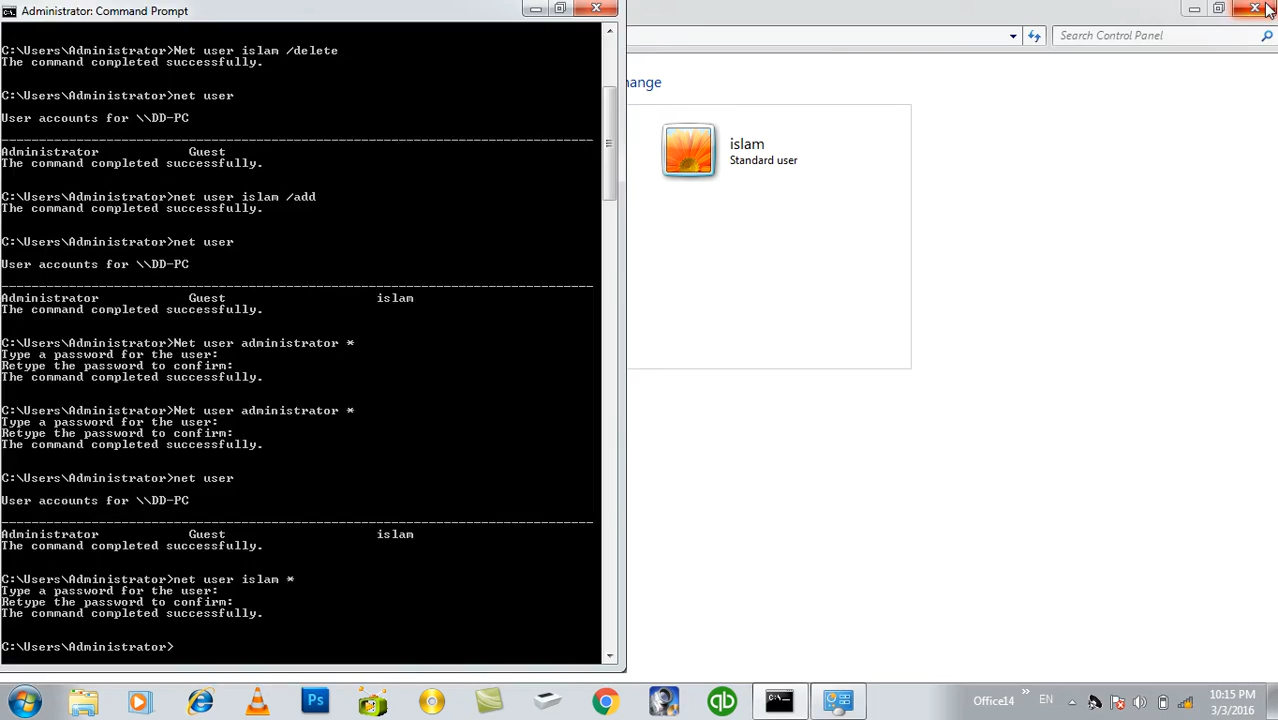 Administrator: Command Prompt
C:\Users\Administrator>Net user islam /delete
The command completed successfully.
C:\Users\Administrator>net user
User accounts for \\DD-PC
-------------------------------------------------------------------------------
Administrator Guest
The command completed successfully.
C:\Users\Administrator>net user islam /add
The command completed successfully.
C:\Users\Administrator>net user
User accounts for \\DD-PC
-------------------------------------------------------------------------------
Administrator Guest islam
The command completed successfully.
C:\Users\Administrator>Net user administrator *
Type a password for the user:
Retype the password to confirm:
The command completed successfully.
C:\Users\Administrator>Net user administrator *
Type a password for the user:
Retype the password to confirm:
The command completed successfully.
C:\Users\Administrator>net user
User accounts for \\DD-PC
-------------------------------------------------------------------------------
Administrator Guest islam
The command completed successfully.
C:\Users\Administrator>net user islam *
Type a password for the user:
Retype the password to confirm:
The command completed successfully.
C:\Users\Administrator>
Search Control Panel
hange
islam
Standard user
Ps
qb
Office14 »
EN
10:15 PM
3/3/2016